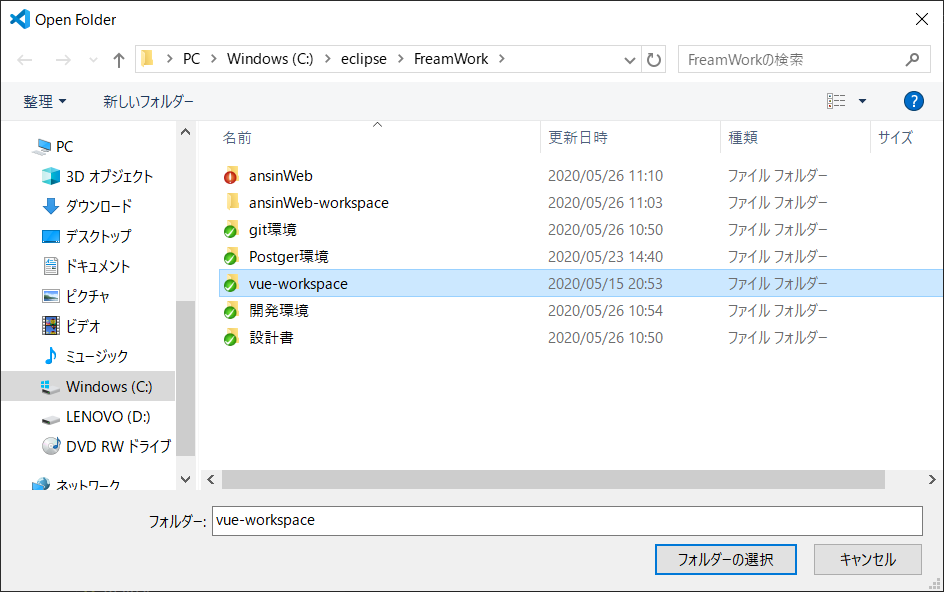 Open Folder
PC > Windows (C:) > eclipse > FreamWork >
FreamWorkの検索
整理
新しいフォルダー
?
名前
更新日時
種類
サイズ
PC
3D オブジェクト
ダウンロード
デスクトップ
ドキュメント
ピクチャ
ビデオ
ミュージック
Windows (C:)
LENOVO (D:)
DVD RW ドライブ
ネットワーク
ansinWeb 2020/05/26 11:10 ファイル フォルダー
ansinWeb-workspace 2020/05/26 11:03 ファイル フォルダー
git環境 2020/05/26 10:50 ファイル フォルダー
Postger環境 2020/05/23 14:40 ファイル フォルダー
vue-workspace 2020/05/15 20:53 ファイル フォルダー
開発環境 2020/05/26 10:54 ファイル フォルダー
設計書 2020/05/26 10:50 ファイル フォルダー
フォルダー: vue-workspace
フォルダーの選択
キャンセル